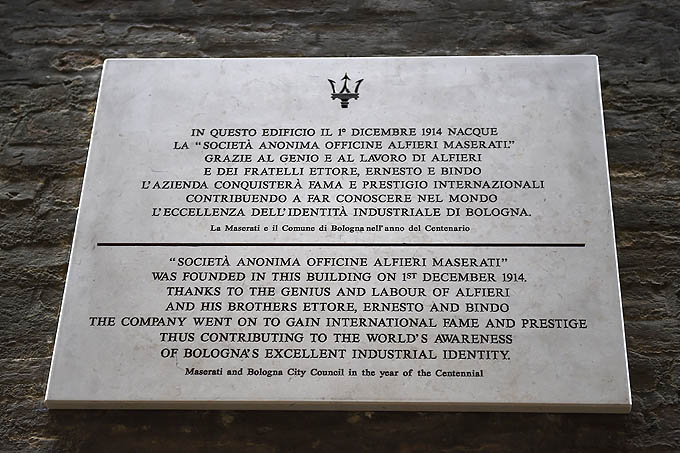 IN QUESTO EDIFICIO IL 1° DICEMBRE 1914 NACQUE
LA "SOCIETÀ ANONIMA OFFICINE ALFIERI MASERATI."
GRAZIE AL GENIO E AL LAVORO DI ALFIERI
E DEI FRATELLI ETTORE, ERNESTO E BINDO
L'AZIENDA CONQUISTERÀ FAMA E PRESTIGIO INTERNAZIONALI
CONTRIBUENDO A FAR CONOSCERE NEL MONDO
L'ECCELLENZA DELL'IDENTITÀ INDUSTRIALE DI BOLOGNA.
La Maserati e il Comune di Bologna nell'anno del Centenario
"SOCIETÀ ANONIMA OFFICINE ALFIERI MASERATI"
WAS FOUNDED IN THIS BUILDING ON 1ST DECEMBER 1914.
THANKS TO THE GENIUS AND LABOUR OF ALFIERI
AND HIS BROTHERS ETTORE, ERNESTO AND BINDO
THE COMPANY WENT ON TO GAIN INTERNATIONAL FAME AND PRESTIGE
THUS CONTRIBUTING TO THE WORLD'S AWARENESS
OF BOLOGNA'S EXCELLENT INDUSTRIAL IDENTITY.
Maserati and Bologna City Council in the year of the Centennial